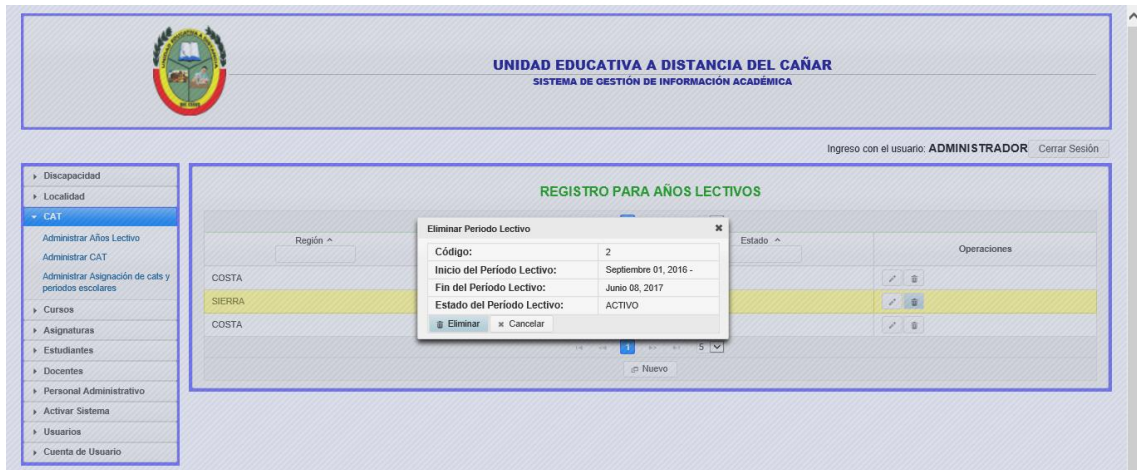 UNIDAD EDUCATIVA A DISTANCIA DEL CAÑAR
SISTEMA DE GESTIÓN DE INFORMACIÓN ACADÉMICA
Ingreso con el usuario: ADMINISTRADOR Cerrar Sesión
Discapacidad
Localidad
CAT
Administrar Años Lectivo
Administrar CAT
Administrar Asignación de cats y
periodos escolares
Cursos
Asignaturas
Estudiantes
Docentes
Personal Administrativo
Activar Sistema
Usuarios
Cuenta de Usuario
REGISTRO PARA AÑOS LECTIVOS
Región Estado Operaciones
COSTA
SIERRA
COSTA
Eliminar Periodo Lectivo
Código: 2
Inicio del Período Lectivo: Septiembre 01, 2016 -
Fin del Período Lectivo: Junio 08, 2017
Estado del Período Lectivo: ACTIVO
Eliminar Cancelar
1 5
Nuevo